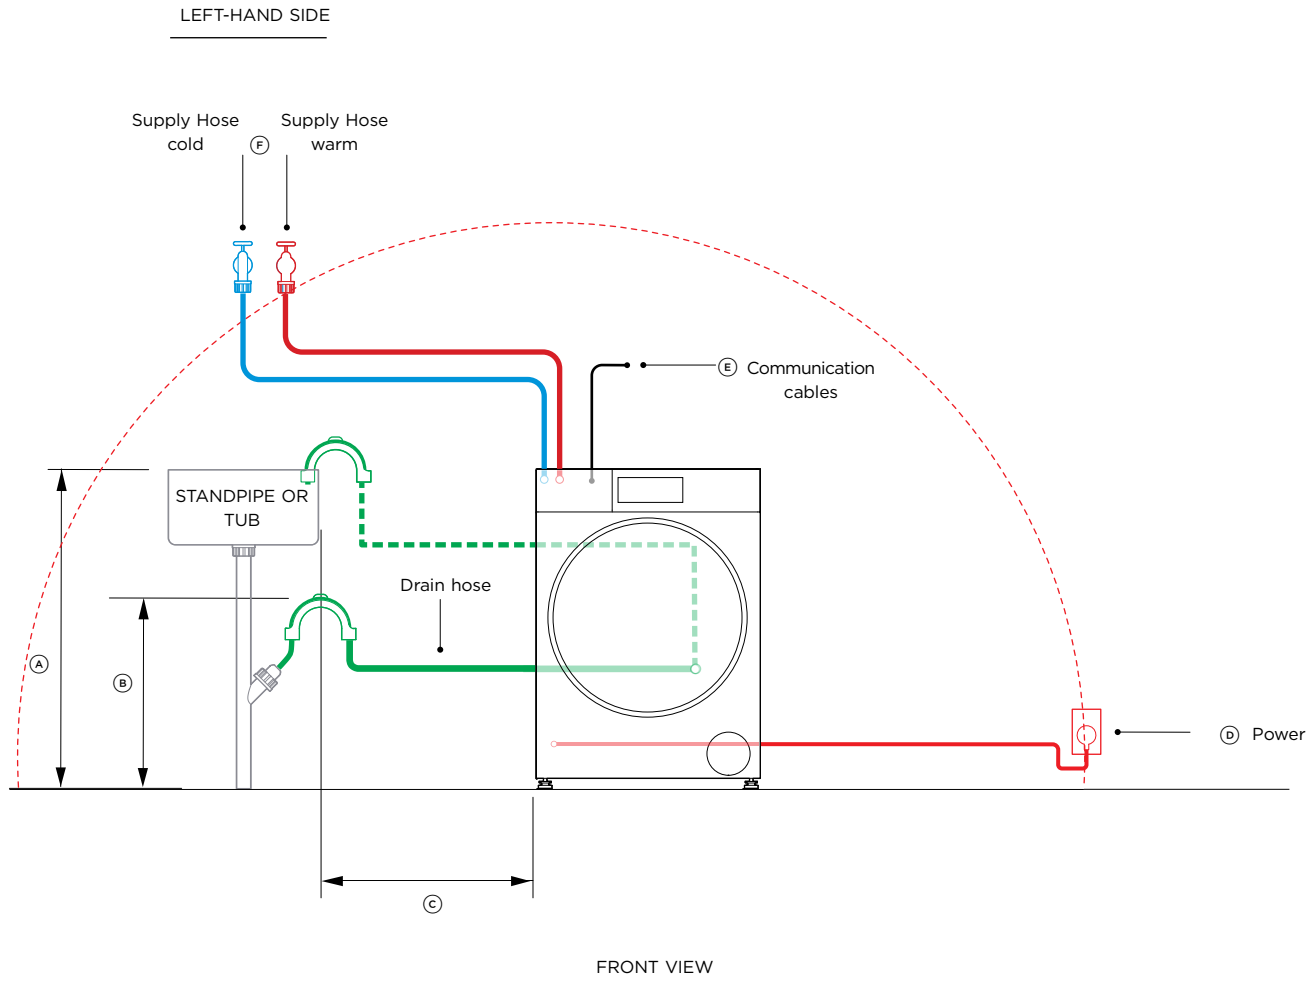 LEFT-HAND SIDE
Supply Hose
cold
F
Supply Hose
warm
E
Communication
cables
STANDPIPE OR
TUB
Drain hose
A
B
D
Power
C
FRONT VIEW